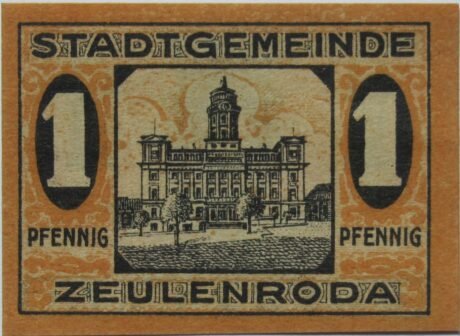 STADTGEMEINDE
1 1
PFENNIG PFENNIG
ZEULENRODA